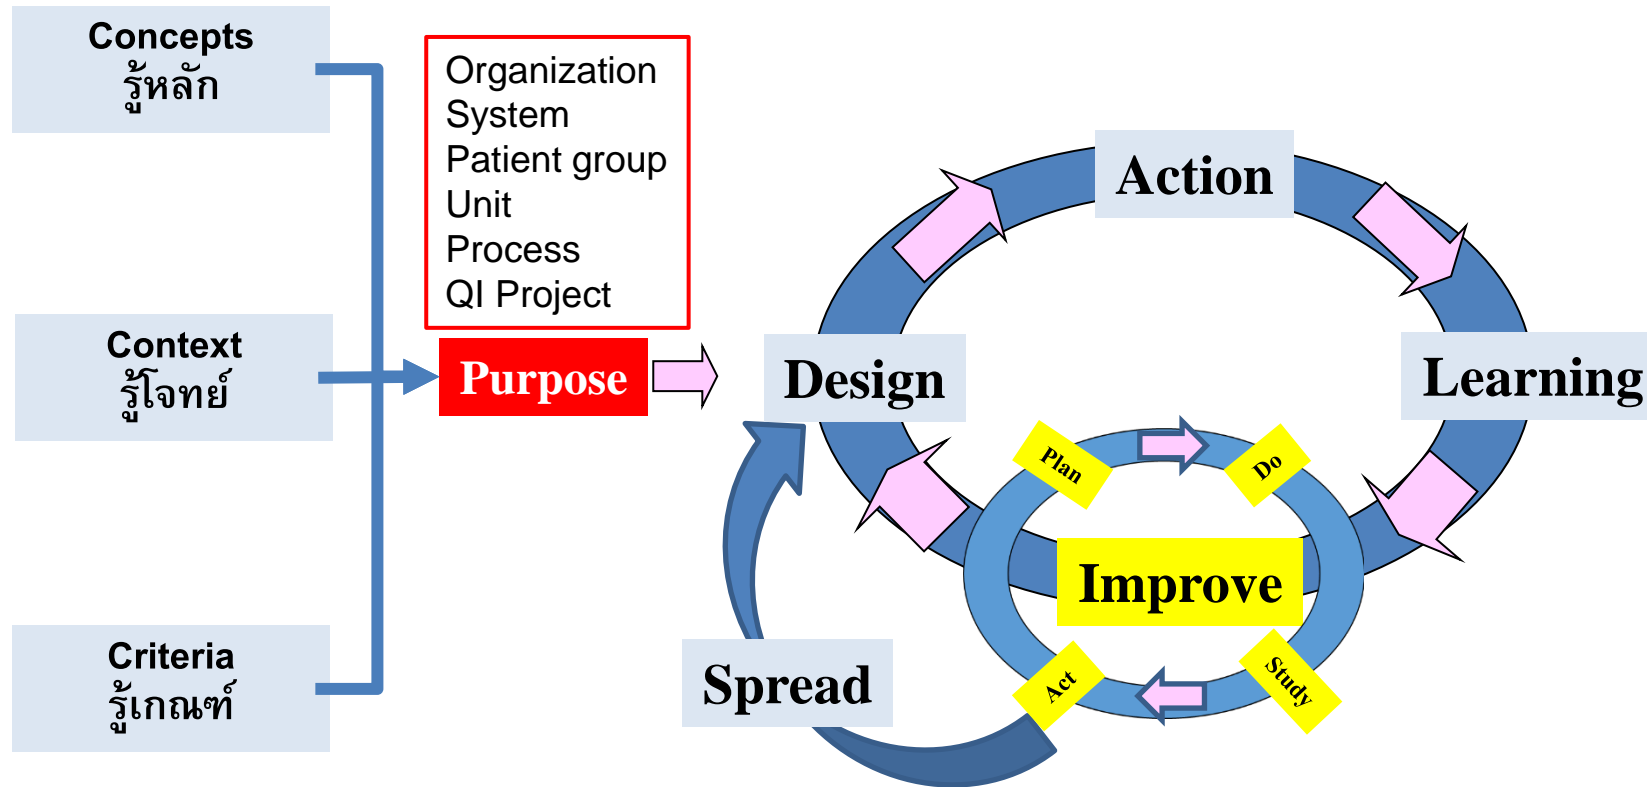 Concepts
รู้หลัก
Context
รู้โจทย์
Criteria
รู้เกณฑ์
Organization
System
Patient group
Unit
Process
QI Project
Purpose
Design
Action
Learning
Improve
Plan
Do
Study
Act
Spread